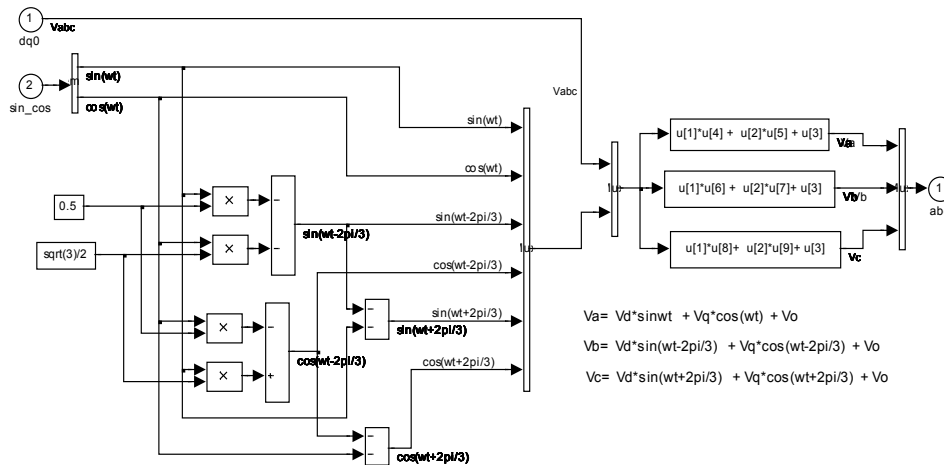 1
dq0
Vabc
2
sin_cos
sin(wt)
cos(wt)
0.5
sqrt(3)/2
×
×
×
×
−
−
−
+
sin(wt-2pi/3)
cos(wt-2pi/3)
−
−
sin(wt+2pi/3)
−
−
cos(wt+2pi/3)
sin(wt)
cos(wt)
sin(wt-2pi/3)
cos(wt-2pi/3)
sin(wt+2pi/3)
cos(wt+2pi/3)
Vabc
u[1]*u[4] + u[2]*u[5] + u[3]
u[1]*u[6] + u[2]*u[7]+ u[3]
u[1]*u[8]+ u[2]*u[9]+ u[3]
Va
Vb
Vc
1
Va= Vd*sinwt + Vq*cos(wt) + Vo
Vb= Vd*sin(wt-2pi/3) + Vq*cos(wt-2pi/3) + Vo
Vc= Vd*sin(wt+2pi/3) + Vq*cos(wt+2pi/3) + Vo